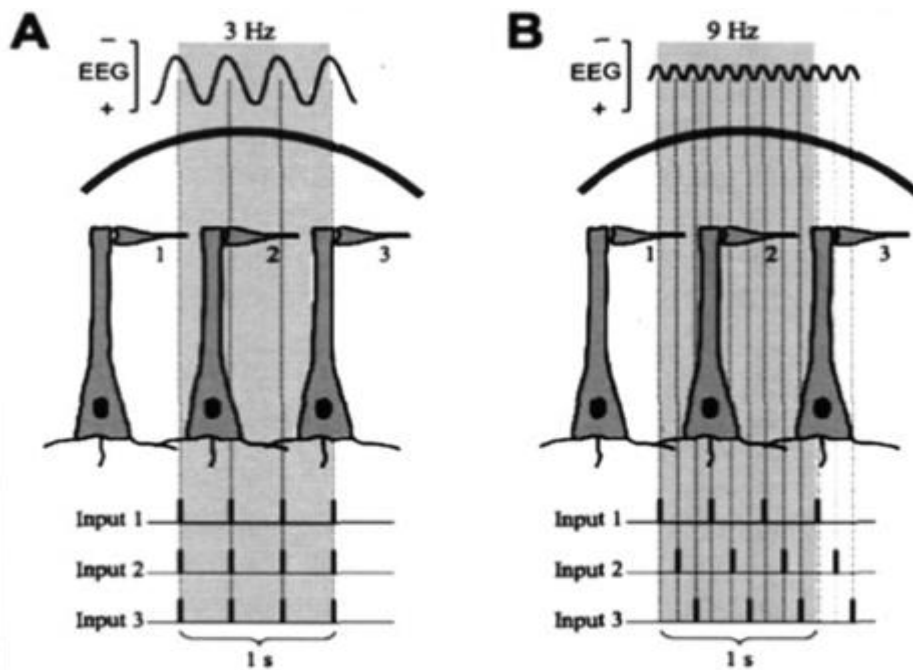 A
3 Hz
−
EEG
+
1
2
3
Input 1
Input 2
Input 3
1 s
B
9 Hz
−
EEG
+
1
2
3
Input 1
Input 2
Input 3
1 s